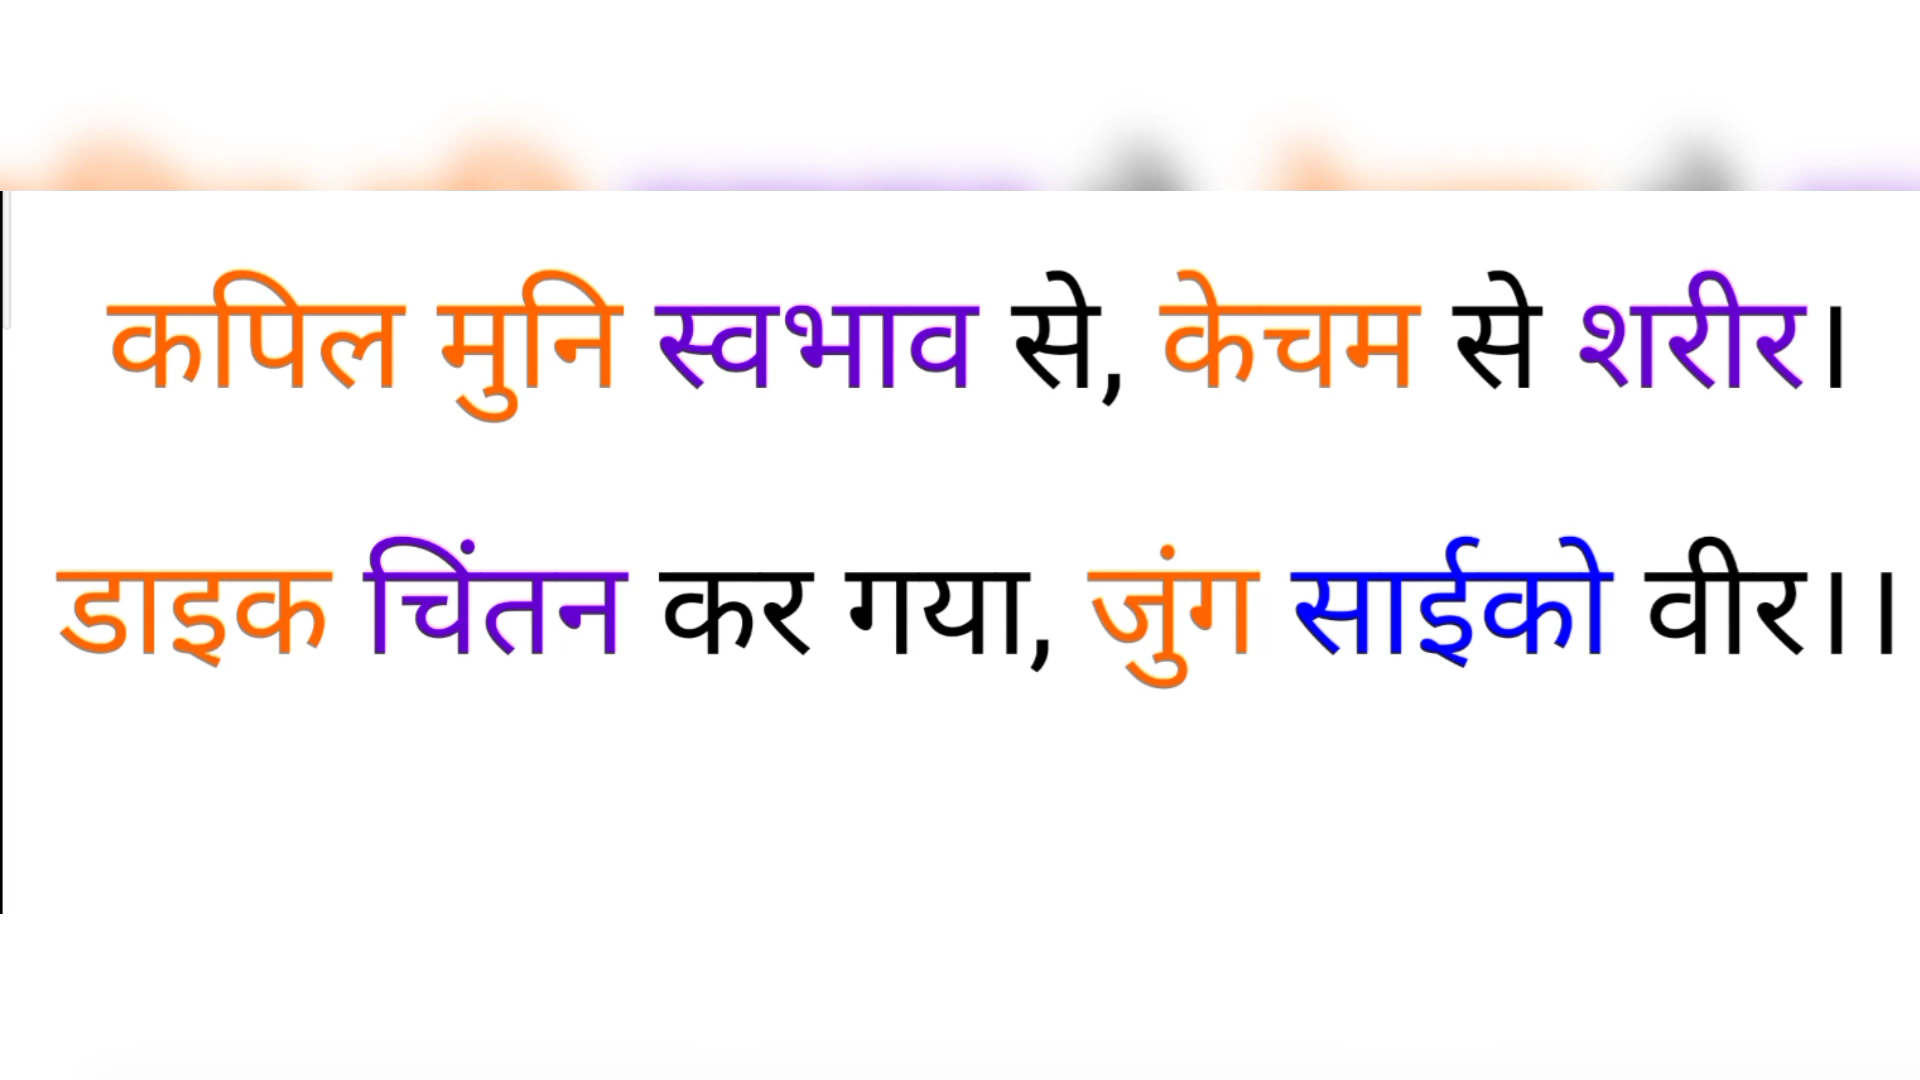 कपिल मुनि स्वभाव से, केचम से शरीर।
डाइक चिंतन कर गया, जुंग साईको वीर।।